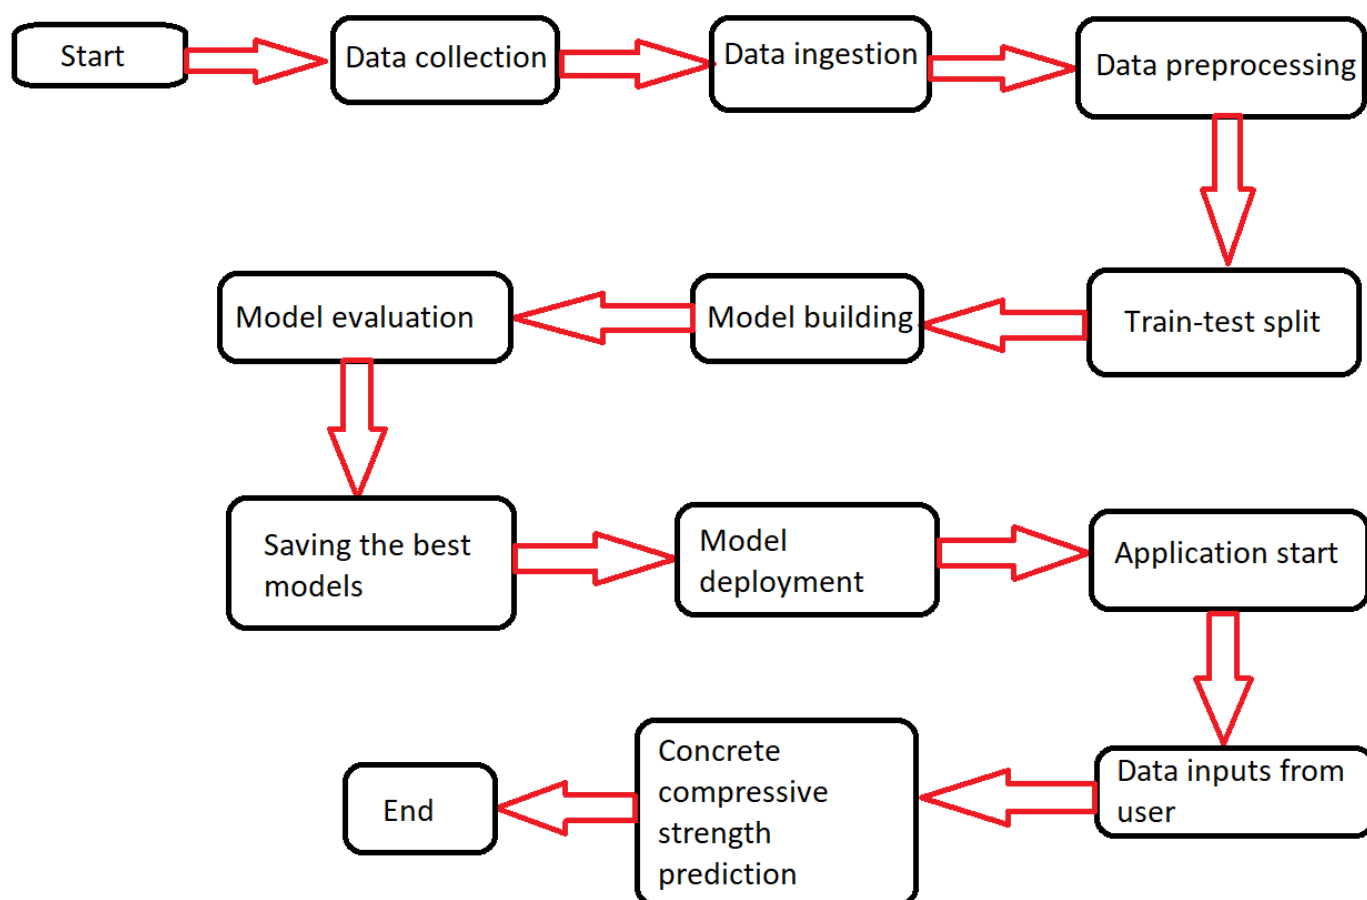 Start
Data collection
Data ingestion
Data preprocessing
Train-test split
Model building
Model evaluation
Saving the best
models
Model
deployment
Application start
Data inputs from
user
Concrete
compressive
strength
prediction
End